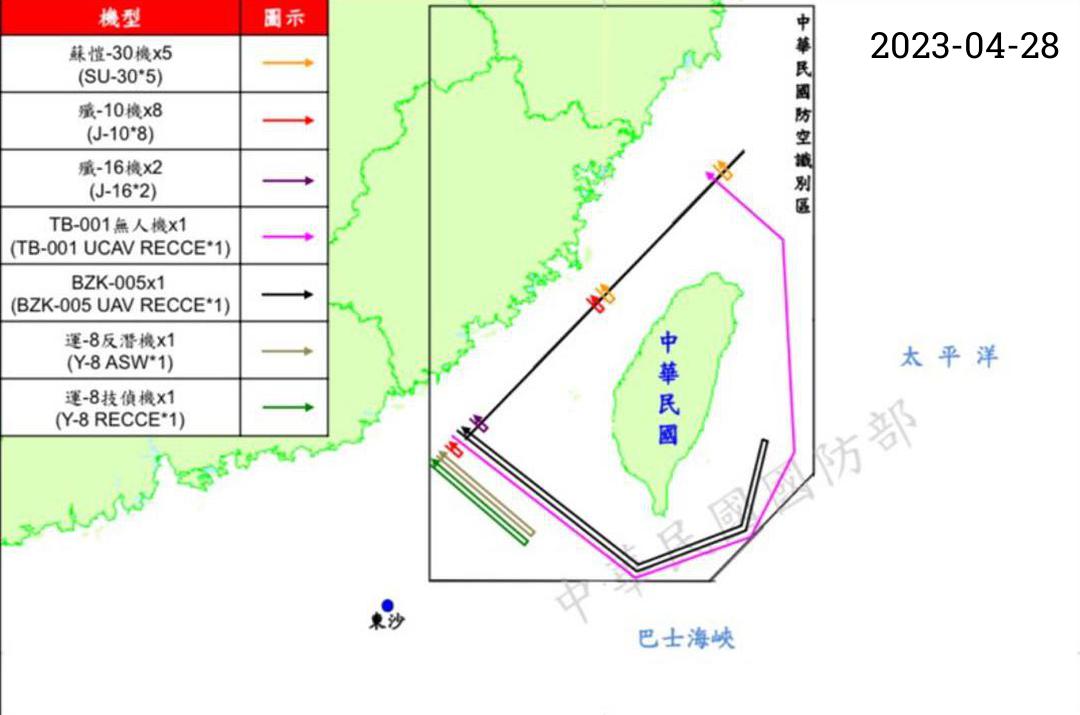 機型 圖示
蘇愷-30機x5
(SU-30*5)
殲-10機x8
(J-10*8)
殲-16機x2
(J-16*2)
TB-001無人機x1
(TB-001 UCAV RECCE*1)
BZK-005x1
(BZK-005 UAV RECCE*1)
運-8反潛機x1
(Y-8 ASW*1)
運-8技偵機x1
(Y-8 RECCE*1)
中華民國防空識別區
2023-04-28
中華民國
太平洋
中華民國國防部
東沙
巴士海峽